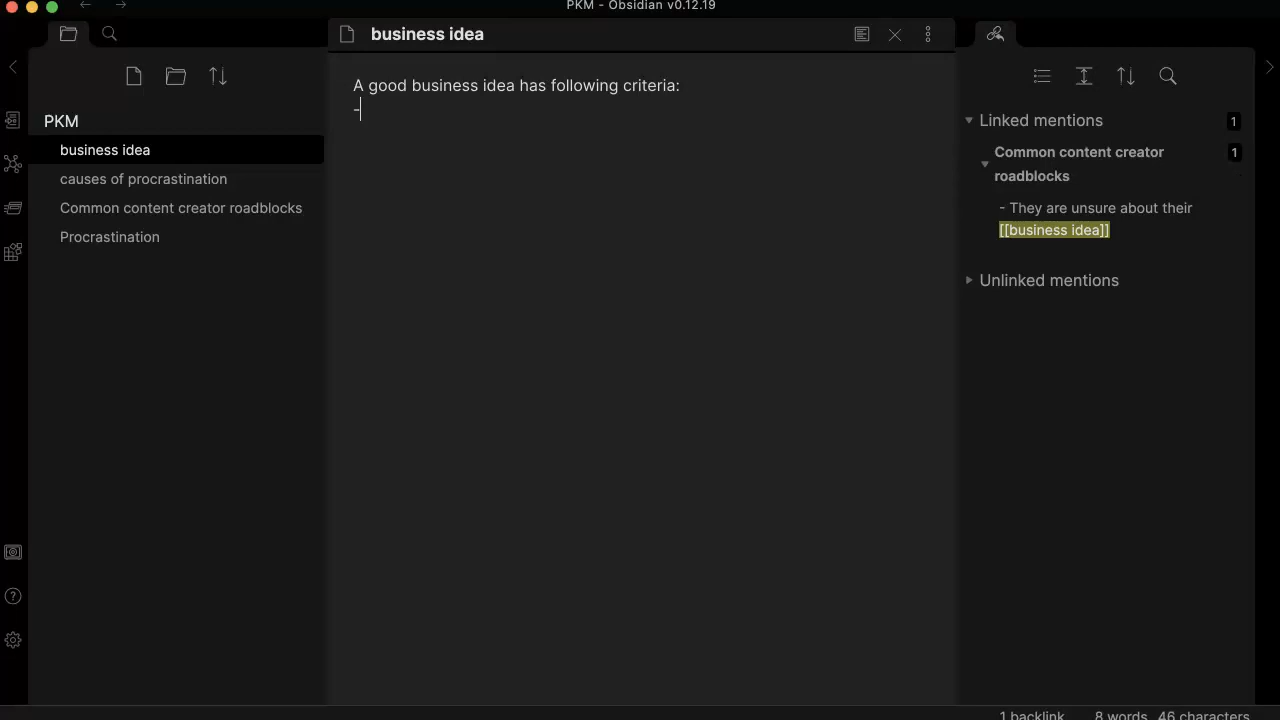 PKM - Obsidian v0.12.19
business idea
PKM
business idea
causes of procrastination
Common content creator roadblocks
Procrastination
A good business idea has following criteria:
-
Linked mentions 1
Common content creator 1
roadblocks
- They are unsure about their
[[business idea]]
Unlinked mentions
1 backlink 8 words 46 characters